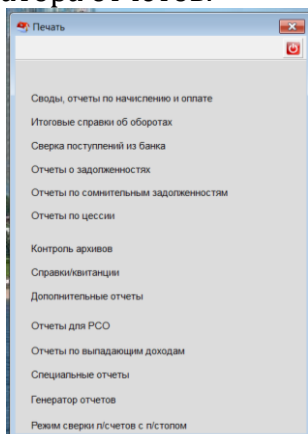 Печать
Своды, отчеты по начислению и оплате
Итоговые справки об оборотах
Сверка поступлений из банка
Отчеты о задолженностях
Отчеты по сомнительным задолженностям
Отчеты по цессии
Контроль архивов
Справки/квитанции
Дополнительные отчеты
Отчеты для РСО
Отчеты по выпадающим доходам
Специальные отчеты
Генератор отчетов
Режим сверки л/счетов с п/столом